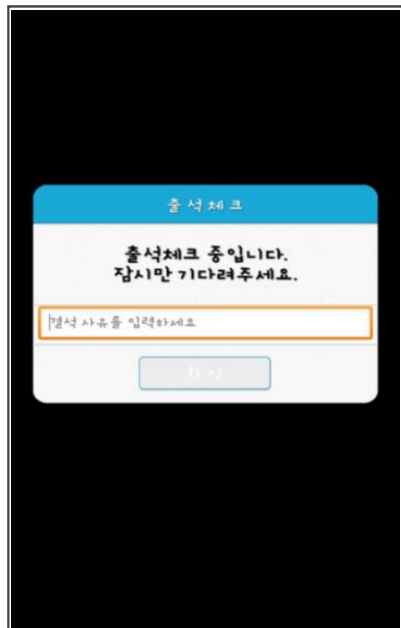 출석체크
출석체크 중입니다.
잠시만 기다려주세요.
결석 사유를 입력하세요
확인